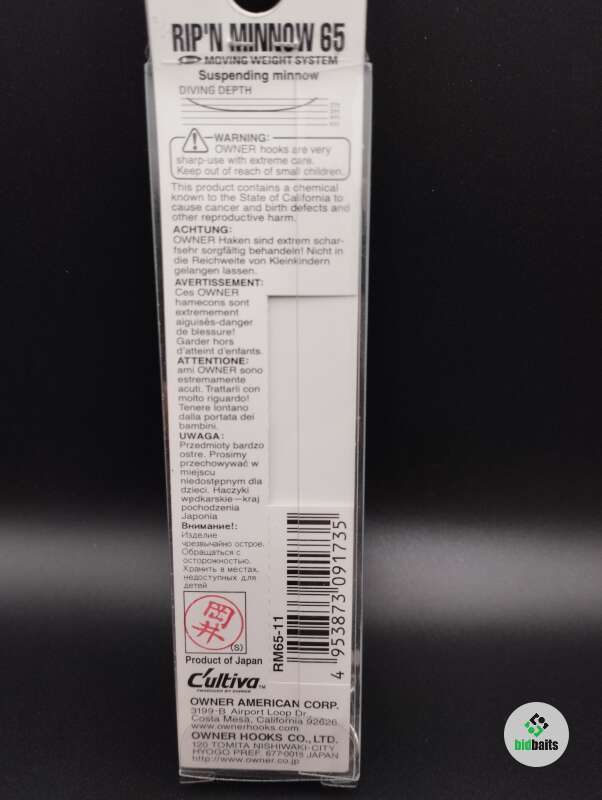 RIP'N MINNOW 65
MOVING WEIGHT SYSTEM
Suspending minnow
DIVING DEPTH
WARNING:
OWNER hooks are very
sharp-use with extreme care.
Keep out of reach of small children.
This product contains a chemical
known to the State of California to
cause cancer and birth defects and
other reproductive harm.
ACHTUNG:
OWNER Haken sind extrem schar-
fsehr sorgfältig behandeln! Nicht in
die Reichweite von Kleinkindern
gelangen lassen.
AVERTISSEMENT:
Ces OWNER
hamecons sont
extremement
aiguisés-danger
de blessure!
Garder hors
d'atteint d'enfants.
ATTENTIONE:
ami OWNER sono
estremamente
acuti. Trattarli con
molto riguardo!
Tenere lontano
dalla portata dei
bambini.
UWAGA:
Przedmioty bardzo
ostre. Prosimy
przechowywać w
miejscu
niedostępnym dla
dzieci. Haczyki
wędkarskie—kraj
pochodzenia
Japonia
Внимание!:
Изделие
чрезвычайно острое.
Обращаться с
осторожностью.
Хранить в местах,
недоступных для
детей
岡井
(S)
Product of Japan
RM65-11
4953873091735
C'ultiva™
PRODUCED BY OWNER
OWNER AMERICAN CORP.
3199-B Airport Loop Dr.
Costa Mesa, California 92626
www.ownerhooks.com
OWNER HOOKS CO., LTD.
120 TOMITA NISHIWAKI-CITY
HYOGO PREF. 677-0015 JAPAN
http://www.owner.co.jp
bidbaits